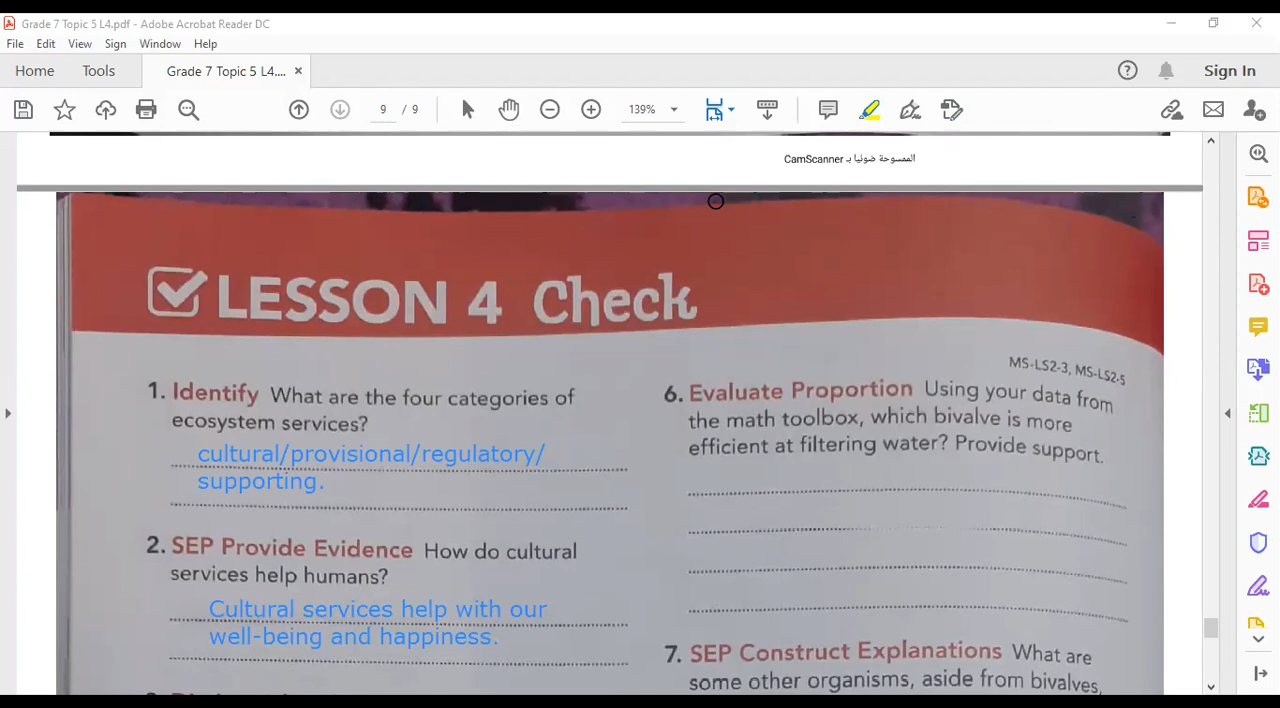 Grade 7 Topic 5 L4.pdf - Adobe Acrobat Reader DC
File Edit View Sign Window Help
Home Tools Grade 7 Topic 5 L4.... × Sign In
9 / 9 139%
الممسوحة ضوئيا بـ CamScanner
LESSON 4 Check
MS-LS2-3, MS-LS2-5
1. Identify What are the four categories of
ecosystem services?
cultural/provisional/regulatory/
supporting.
2. SEP Provide Evidence How do cultural
services help humans?
Cultural services help with our
well-being and happiness.
6. Evaluate Proportion Using your data from
the math toolbox, which bivalve is more
efficient at filtering water? Provide support.
7. SEP Construct Explanations What are
some other organisms, aside from bivalves,